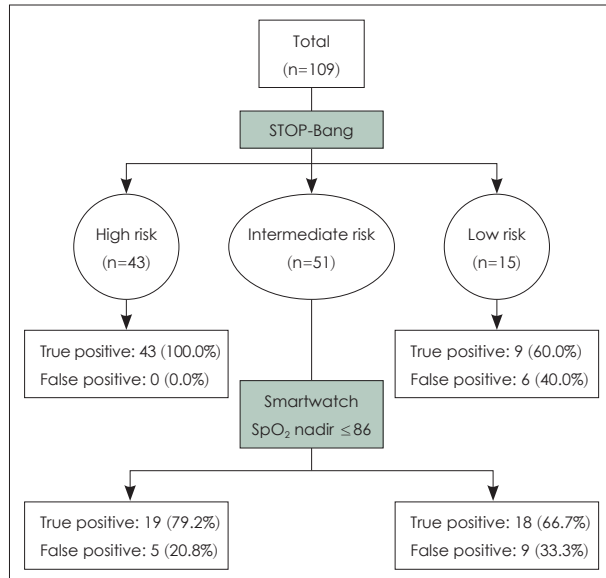 Total
(n=109)
STOP-Bang
High risk
(n=43)
Intermediate risk
(n=51)
Low risk
(n=15)
True positive: 43 (100.0%)
False positive: 0 (0.0%)
True positive: 9 (60.0%)
False positive: 6 (40.0%)
Smartwatch
SpO₂ nadir ≤86
True positive: 19 (79.2%)
False positive: 5 (20.8%)
True positive: 18 (66.7%)
False positive: 9 (33.3%)